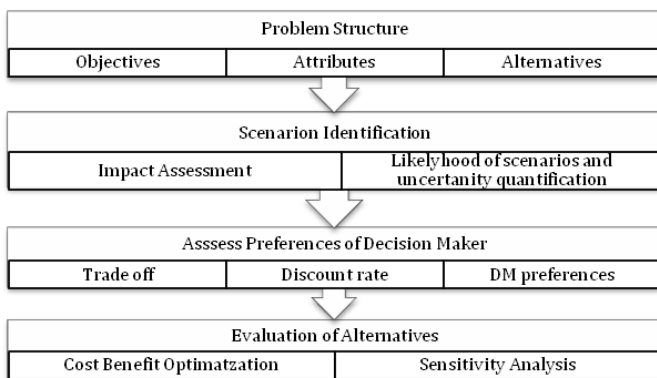 Problem Structure
Objectives Attributes Alternatives
Scenarion Identification
Impact Assessment
Likelyhood of scenarios and
uncertanity quantification
Asssess Preferences of Decision Maker
Trade off Discount rate DM preferences
Evaluation of Alternatives
Cost Benefit Optimatzation Sensitivity Analysis